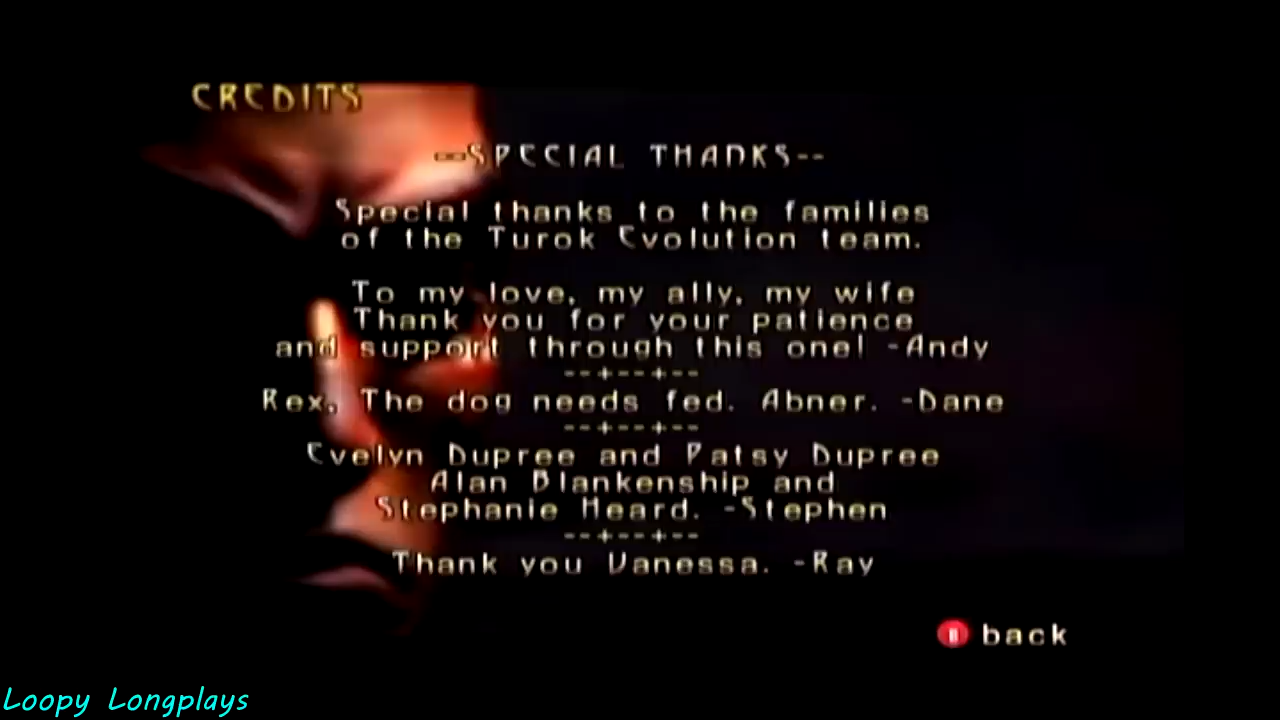 CREDITS
--SPECIAL THANKS--
Special thanks to the families
of the Turok Evolution team.
To my love, my ally, my wife
Thank you for your patience
and support through this one! -Andy
--+--+--
Rex. The dog needs fed. Abner. -Dane
--+--+--
Evelyn Dupree and Patsy Dupree
Alan Blankenship and
Stephanie Heard. -Stephen
--+--+--
Thank you Vanessa. -Ray
B back
Loopy Longplays